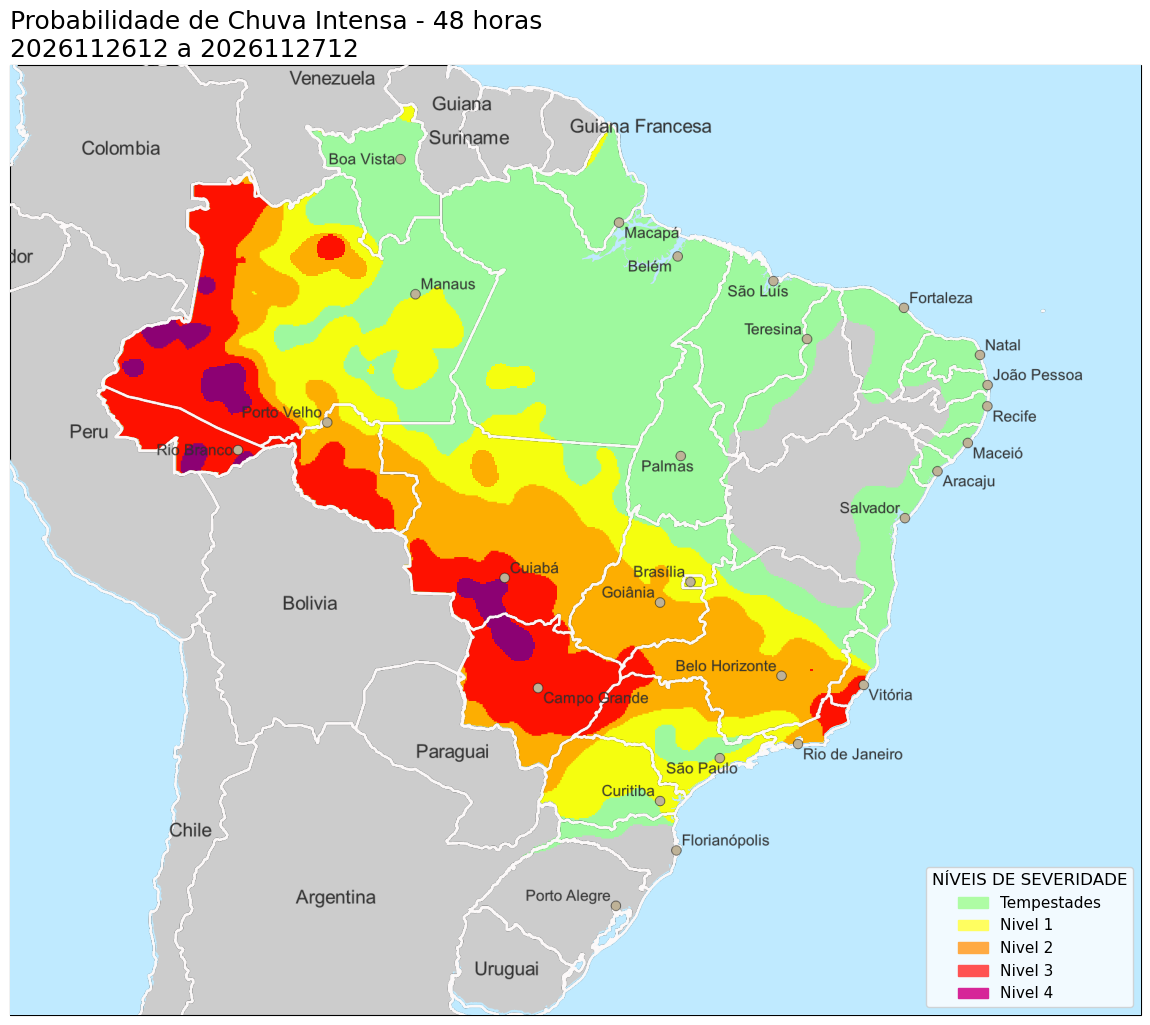 Probabilidade de Chuva Intensa - 48 horas
2026112612 a 2026112712
Venezuela
Guiana
Guiana Francesa
Suriname
Colombia
Boa Vista
Macapá
dor
Belém
Manaus
São Luís
Fortaleza
Teresina
Natal
João Pessoa
Porto Velho
Recife
Peru
Rio Branco
Maceió
Palmas
Aracaju
Salvador
Cuiabá
Brasília
Goiânia
Bolivia
Belo Horizonte
Vitória
Campo Grande
Paraguai
Rio de Janeiro
São Paulo
Curitiba
Chile
Florianópolis
Argentina
Porto Alegre
Uruguai
NÍVEIS DE SEVERIDADE
Tempestades
Nivel 1
Nivel 2
Nivel 3
Nivel 4